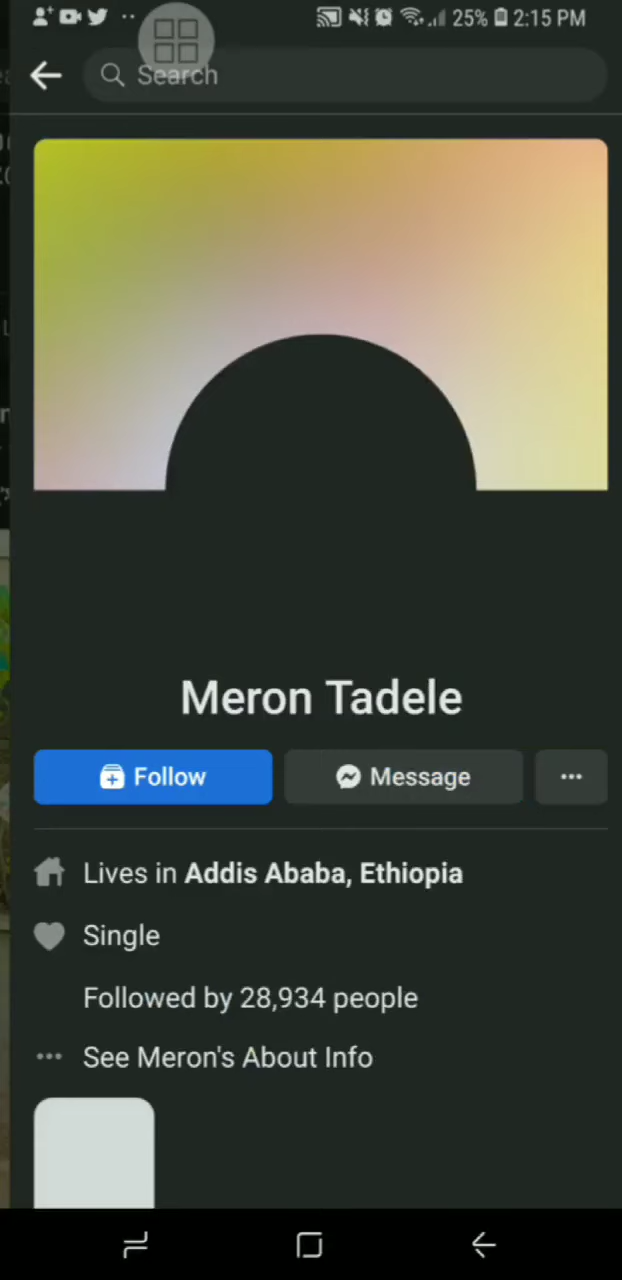 25% 2:15 PM
Search
Meron Tadele
Follow
Message
Lives in Addis Ababa, Ethiopia
Single
Followed by 28,934 people
See Meron's About Info